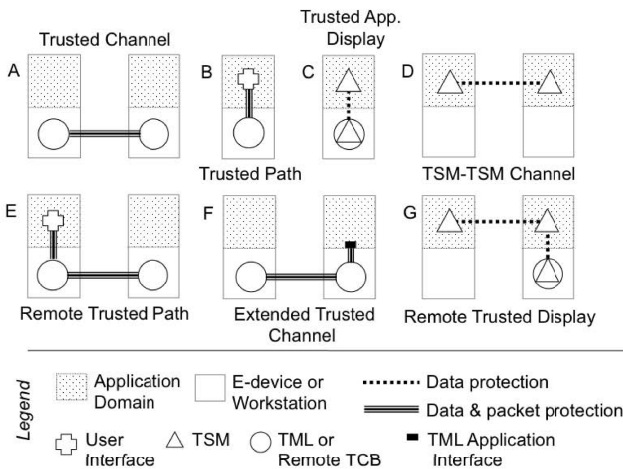 Trusted Channel
Trusted App.
Display
A
B
C
D
Trusted Path
TSM-TSM Channel
E
F
G
Remote Trusted Path
Extended Trusted
Channel
Remote Trusted Display
Legend
Application
Domain
E-device or
Workstation
Data protection
Data & packet protection
User
Interface
TSM
TML or
Remote TCB
TML Application
Interface